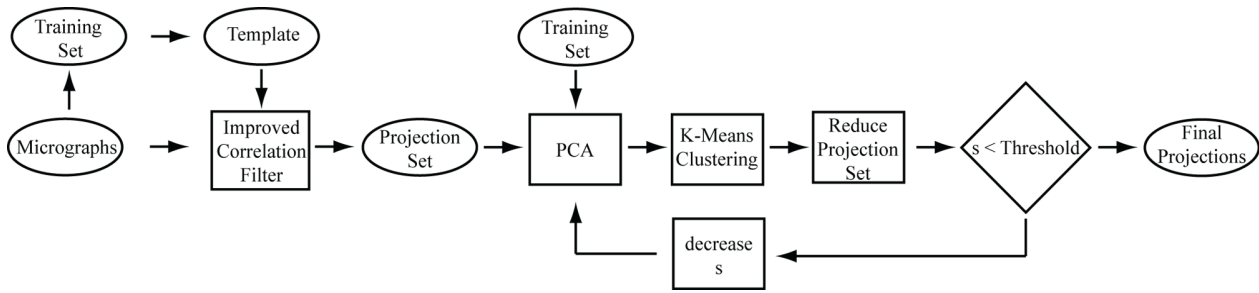 Training
Set
Template
Training
Set
Micrographs
Improved
Correlation
Filter
Projection
Set
PCA
K-Means
Clustering
Reduce
Projection
Set
s < Threshold
Final
Projections
decrease
s